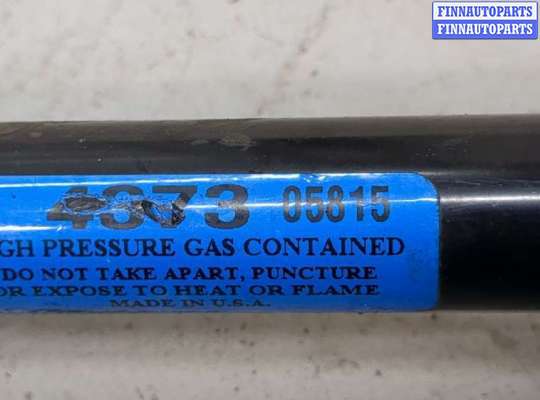 FINNAUTOPARTS
FINNAUTOPARTS
4373 05815
GH PRESSURE GAS CONTAINED
DO NOT TAKE APART, PUNCTURE
OR EXPOSE TO HEAT OR FLAME
MADE IN U.S.A.